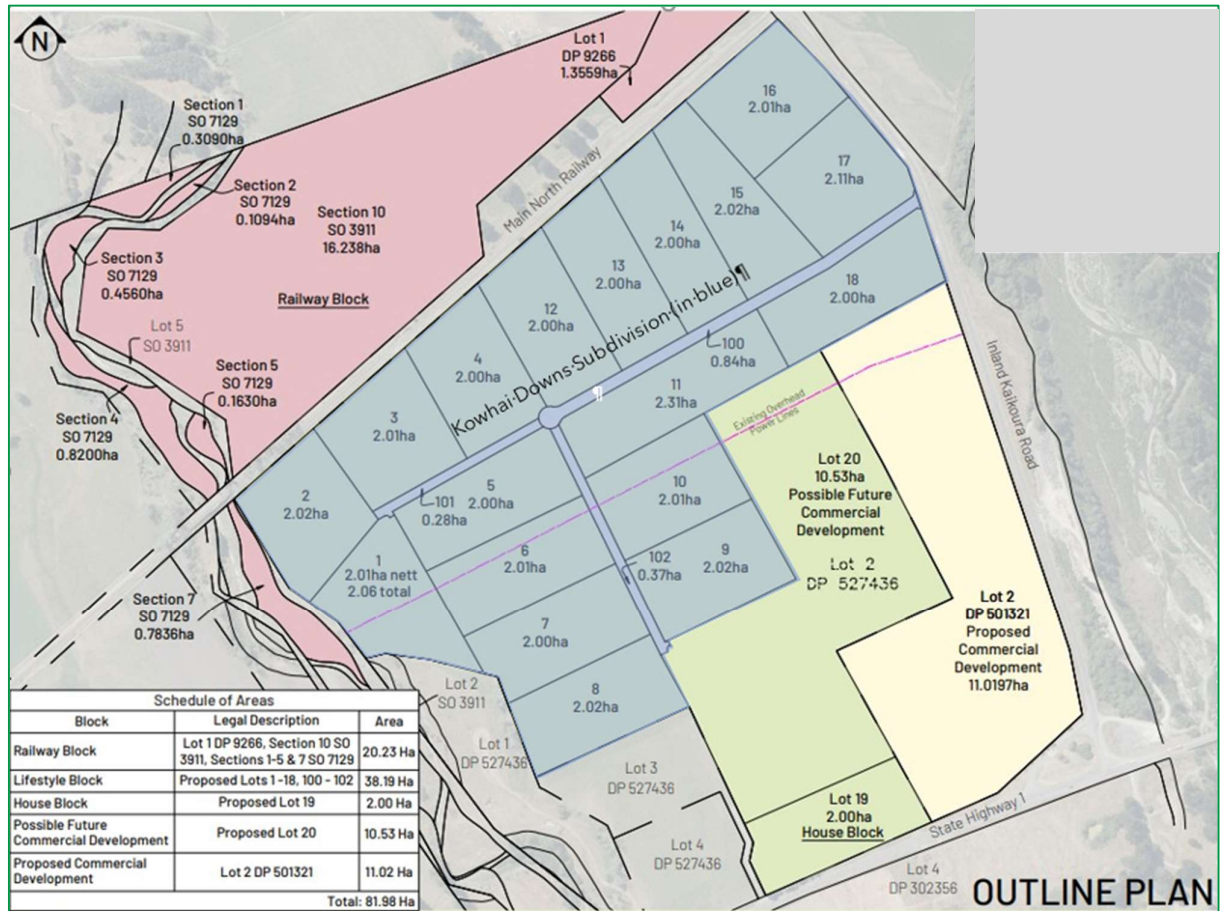 N
Lot 1
DP 9266
1.3559ha
Section 1
SO 7129
0.3090ha
Section 2
SO 7129
0.1094ha
Section 10
SO 3911
16.238ha
Section 3
SO 7129
0.4560ha
Railway Block
Lot 5
SO 3911
Section 5
SO 7129
0.1630ha
Section 4
SO 7129
0.8200ha
Section 7
SO 7129
0.7836ha
Main North Railway
16
2.01ha
17
2.11ha
15
2.02ha
14
2.00ha
13
2.00ha
12
2.00ha
18
2.00ha
4
2.00ha
3
2.01ha
2
2.02ha
Kowhai·Downs·Subdivision·(in·blue)¶
¶
100
0.84ha
11
2.31ha
101
0.28ha
5
2.00ha
10
2.01ha
1
2.01ha nett
2.06 total
6
2.01ha
102
0.37ha
9
2.02ha
7
2.00ha
8
2.02ha
Existing Overhead
Power Lines
Inland Kaikoura Road
Lot 20
10.53ha
Possible Future
Commercial
Development
Lot 2
DP 527436
Lot 2
DP 501321
Proposed
Commercial
Development
11.0197ha
Lot 2
SO 3911
Lot 1
DP 527436
Lot 3
DP 527436
Lot 4
DP 527436
Lot 19
2.00ha
House Block
State Highway 1
Lot 4
DP 302356
OUTLINE PLAN
Schedule of Areas
Block Legal Description Area
Railway Block Lot 1 DP 9266, Section 10 SO 3911, Sections 1-5 & 7 SO 7129 20.23 Ha
Lifestyle Block Proposed Lots 1 -18, 100 - 102 38.19 Ha
House Block Proposed Lot 19 2.00 Ha
Possible Future Commercial Development Proposed Lot 20 10.53 Ha
Proposed Commercial Development Lot 2 DP 501321 11.02 Ha
Total: 81.98 Ha